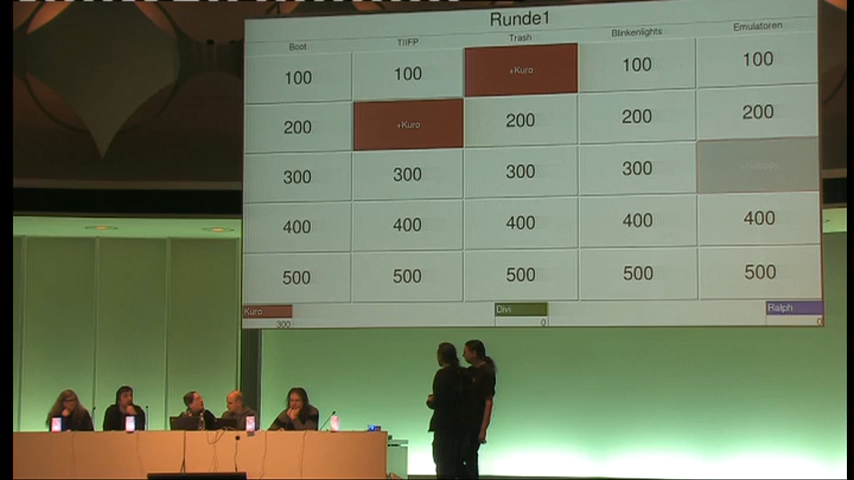 Runde1
Boot TIIFP Trash Blinkenlights Emulatoren
100 100 +Kuro 100 100
200 +Kuro 200 200 200
300 300 300 300 +Nobody
400 400 400 400 400
500 500 500 500 500
Kuro Divi Ralph
300 0 0